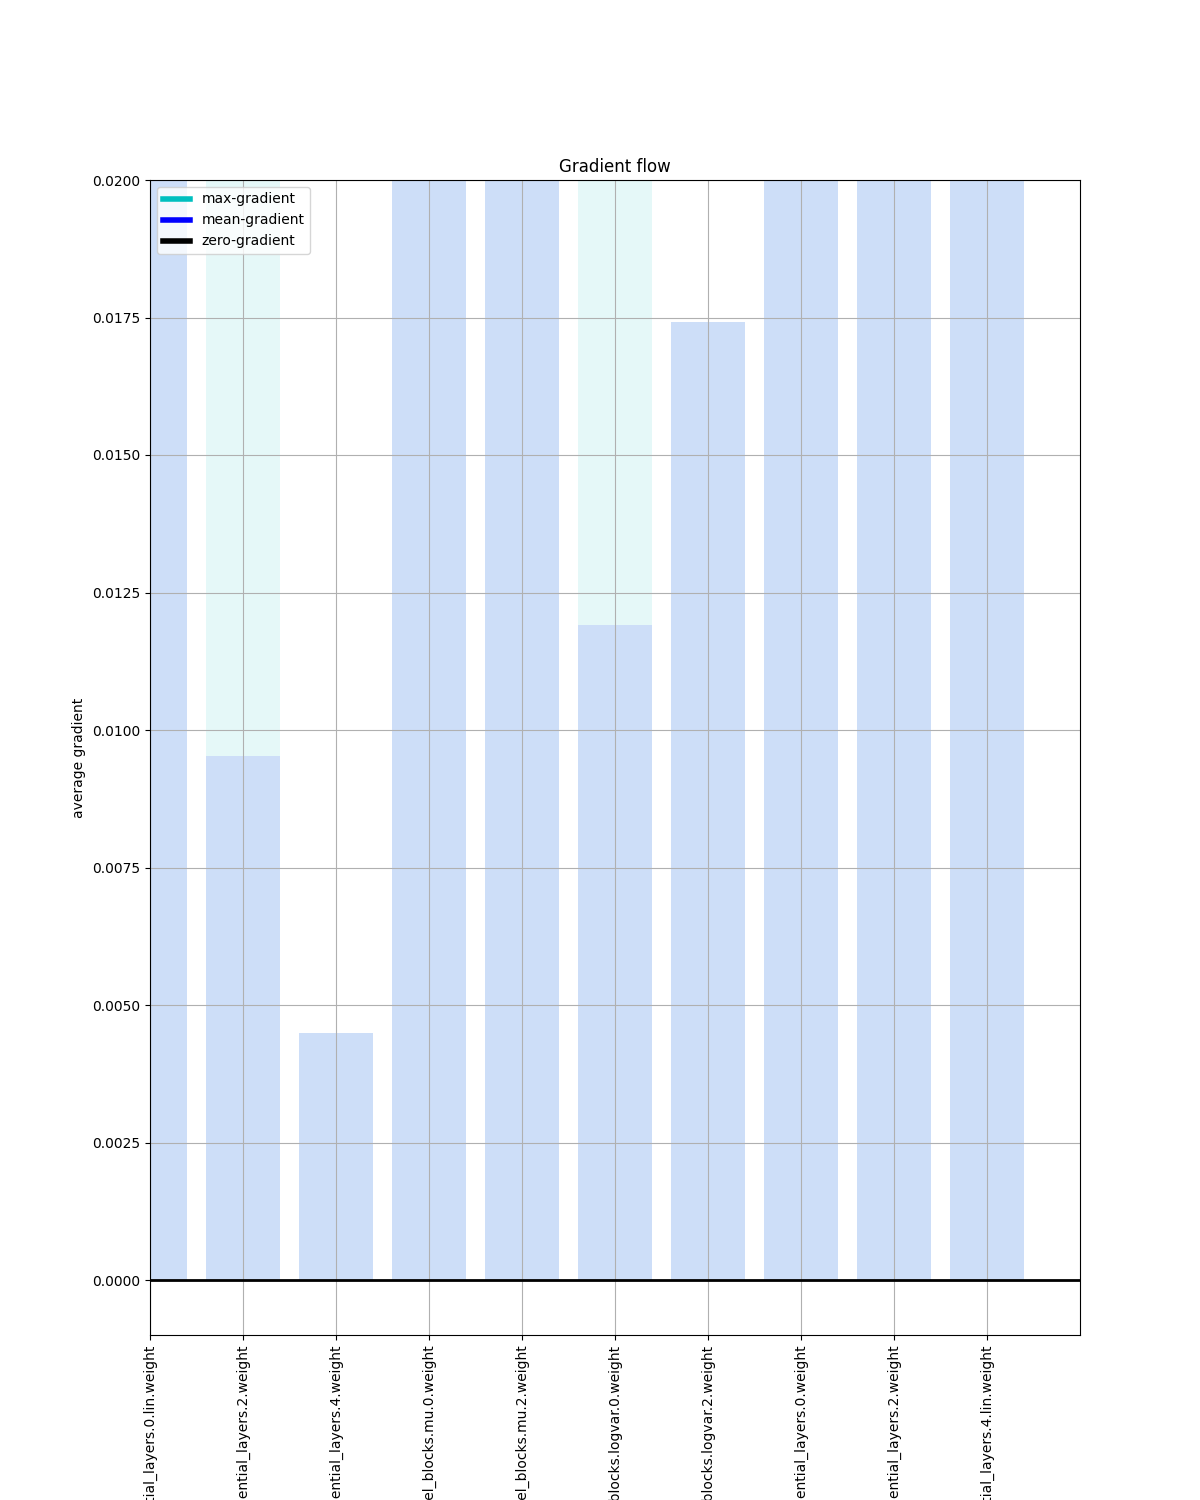 Gradient flow
max-gradient
mean-gradient
zero-gradient
0.0200
0.0175
0.0150
0.0125
0.0100
0.0075
0.0050
0.0025
0.0000
average gradient
tial_layers.0.lin.weight
ential_layers.2.weight
ential_layers.4.weight
el_blocks.mu.0.weight
el_blocks.mu.2.weight
blocks.logvar.0.weight
blocks.logvar.2.weight
ential_layers.0.weight
ential_layers.2.weight
tial_layers.4.lin.weight